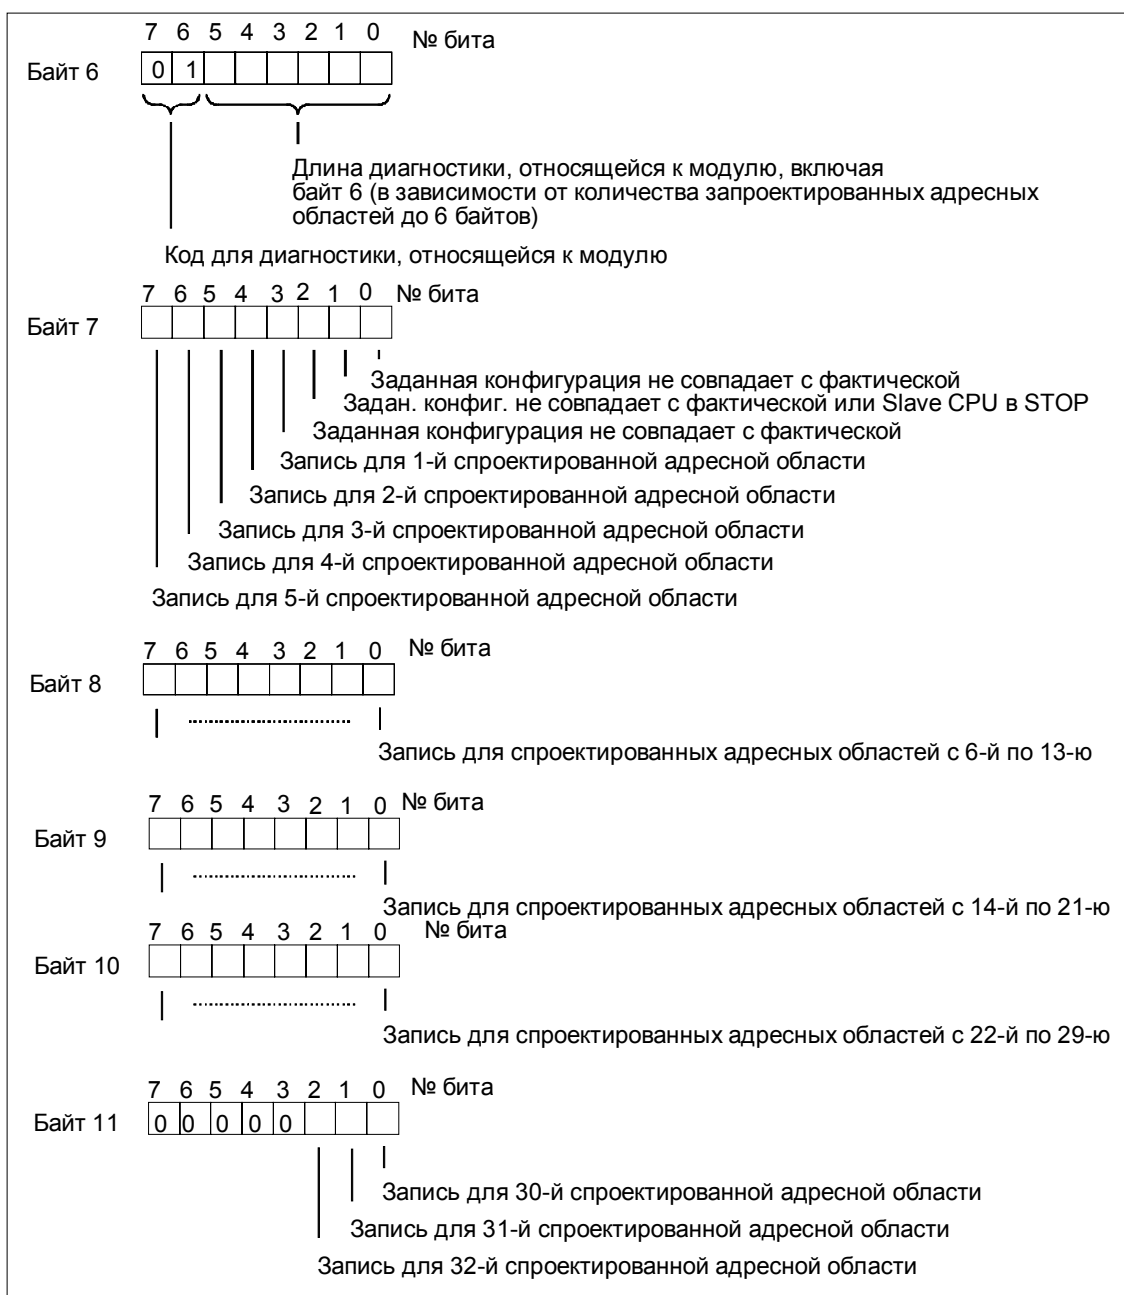 7 6 5 4 3 2 1 0 № бита
Байт 6 0 1
Длина диагностики, относящейся к модулю, включая
байт 6 (в зависимости от количества запроектированных адресных
областей до 6 байтов)
Код для диагностики, относящейся к модулю
7 6 5 4 3 2 1 0 № бита
Байт 7
Заданная конфигурация не совпадает с фактической
Задан. конфиг. не совпадает с фактической или Slave CPU в STOP
Заданная конфигурация не совпадает с фактической
Запись для 1-й спроектированной адресной области
Запись для 2-й спроектированной адресной области
Запись для 3-й спроектированной адресной области
Запись для 4-й спроектированной адресной области
Запись для 5-й спроектированной адресной области
7 6 5 4 3 2 1 0 № бита
Байт 8
Запись для спроектированных адресных областей с 6-й по 13-ю
7 6 5 4 3 2 1 0 № бита
Байт 9
Запись для спроектированных адресных областей с 14-й по 21-ю
7 6 5 4 3 2 1 0 № бита
Байт 10
Запись для спроектированных адресных областей с 22-й по 29-ю
7 6 5 4 3 2 1 0 № бита
Байт 11 0 0 0 0 0
Запись для 30-й спроектированной адресной области
Запись для 31-й спроектированной адресной области
Запись для 32-й спроектированной адресной области